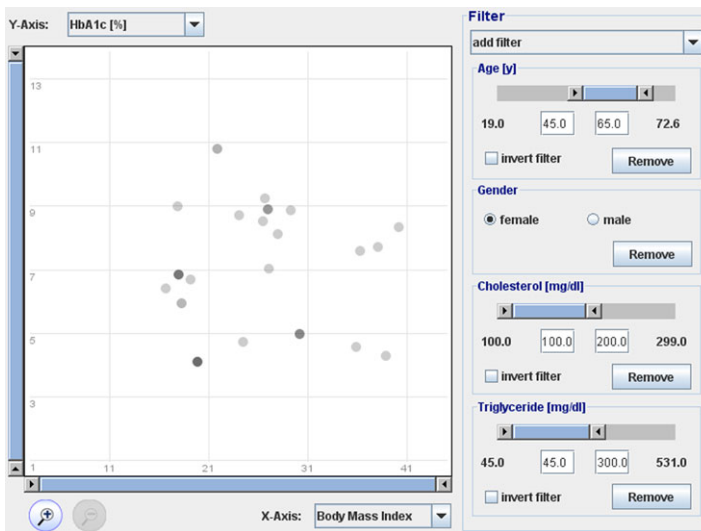 Y-Axis: HbA1c [%]
13
11
9
7
5
3
1 11 21 31 41
X-Axis: Body Mass Index
Filter
add filter
Age [y]
19.0 45.0 65.0 72.6
invert filter Remove
Gender
female male
Remove
Cholesterol [mg/dl]
100.0 100.0 200.0 299.0
invert filter Remove
Triglyceride [mg/dl]
45.0 45.0 300.0 531.0
invert filter Remove